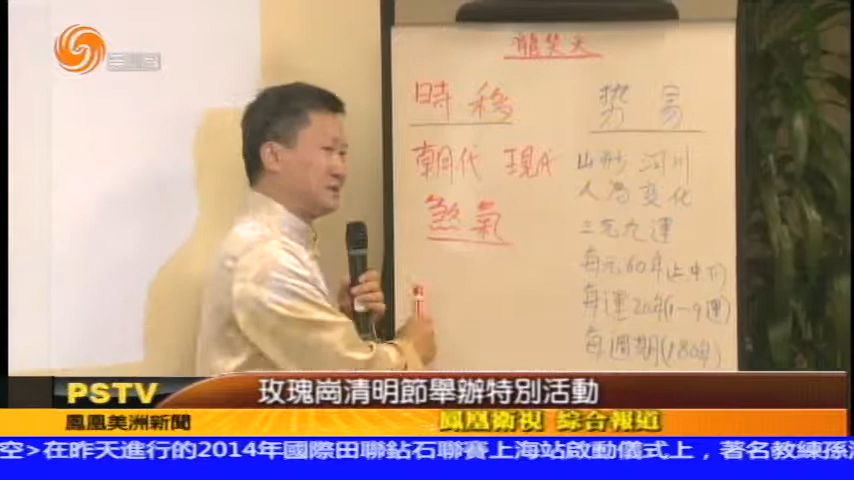 龍笑天
時 移
勢 易
朝代 現代
山形 河川
煞氣
人為 变化
三元九運
每元60年(上中下)
每運20年(1-9運)
每週期(180年)
PSTV
玫瑰崗清明節舉辦特別活動
鳳凰美洲新聞
鳳凰衛視 綜合報道
空>在昨天進行的2014年國際田聯鉆石聯賽上海站啟動儀式上，著名教練孫海